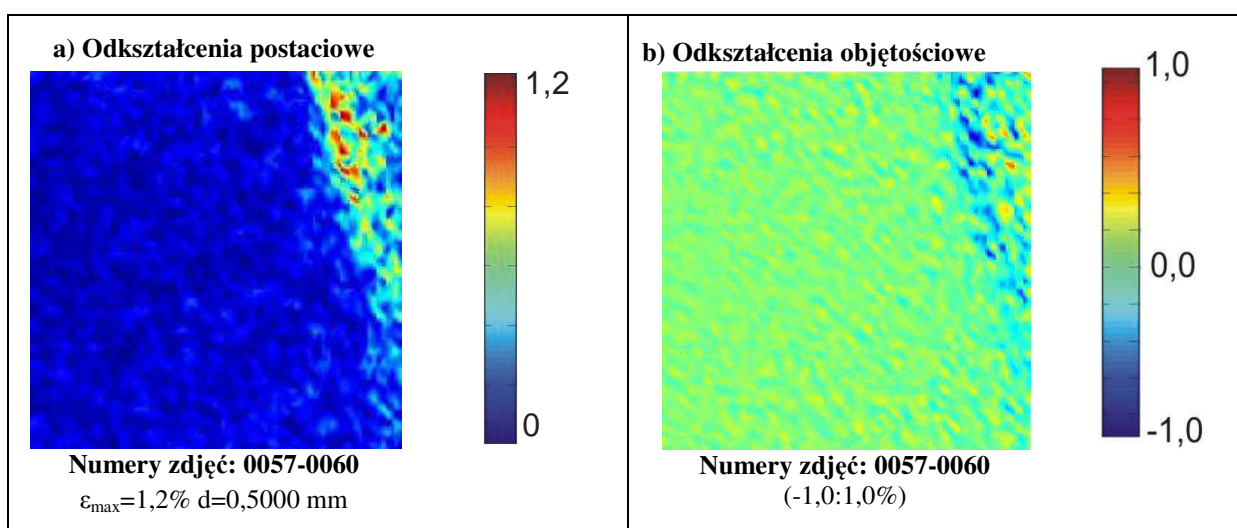 a) Odkształcenia postaciowe
1,2
0
Numery zdjęć: 0057-0060
εmax=1,2% d=0,5000 mm
b) Odkształcenia objętościowe
1,0
0,0
-1,0
Numery zdjęć: 0057-0060
(-1,0:1,0%)